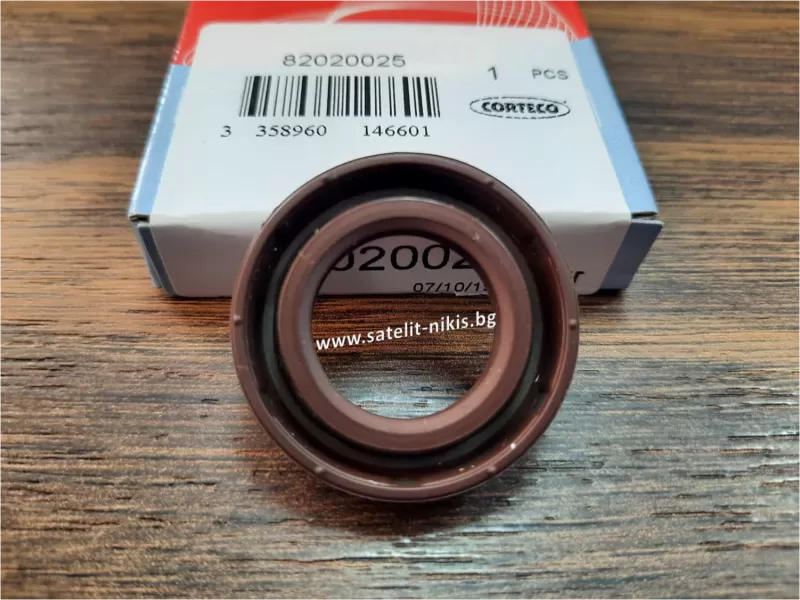 82020025
1 PCS
CORTECO
3 358960 146601
www.satelit-nikis.bg